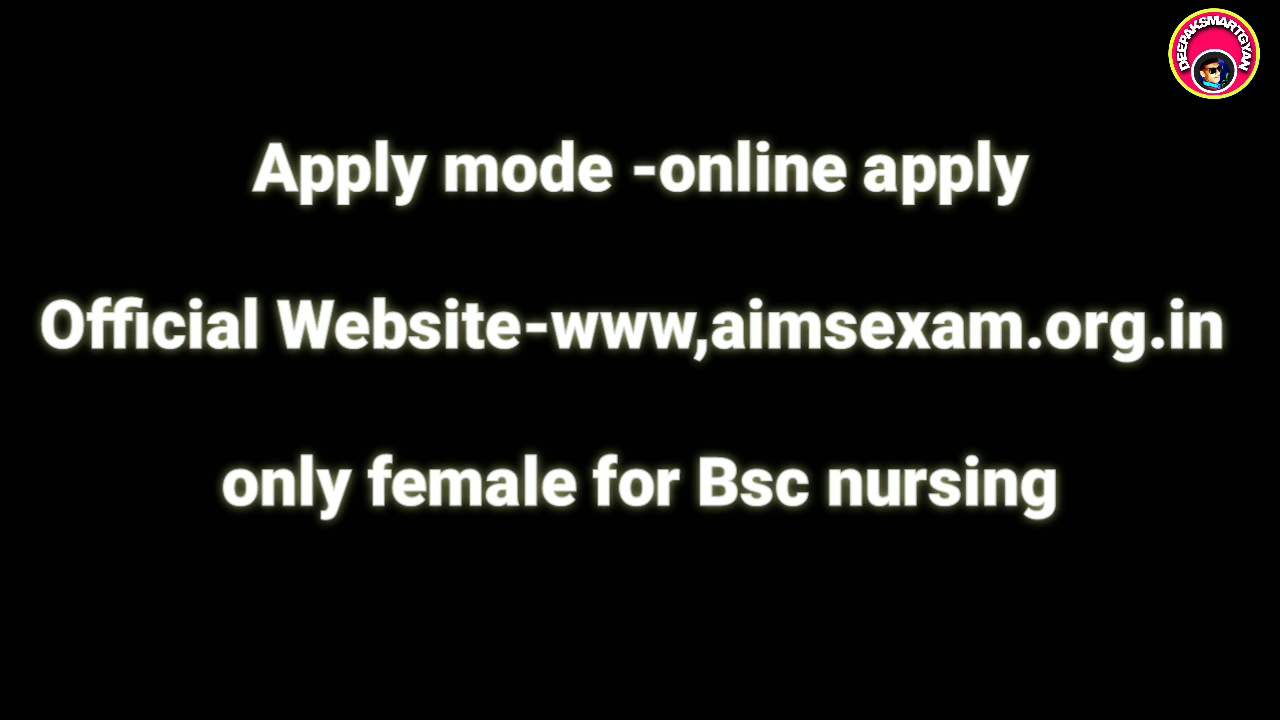 DEEPAKSMARTGYAN
Apply mode -online apply
Official Website-www,aimsexam.org.in
only female for Bsc nursing